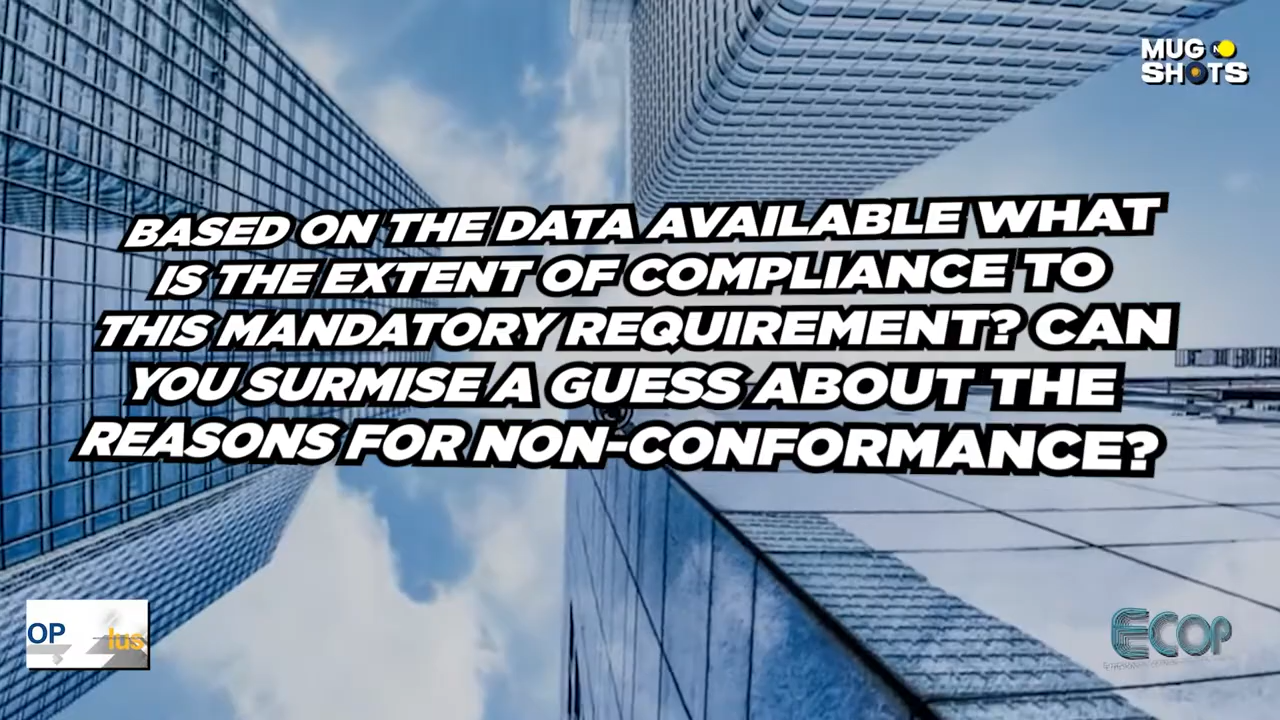 MUG N
SHOTS
BASED ON THE DATA AVAILABLE WHAT
IS THE EXTENT OF COMPLIANCE TO
THIS MANDATORY REQUIREMENT? CAN
YOU SURMISE A GUESS ABOUT THE
REASONS FOR NON-CONFORMANCE?
OP lus
ECOP